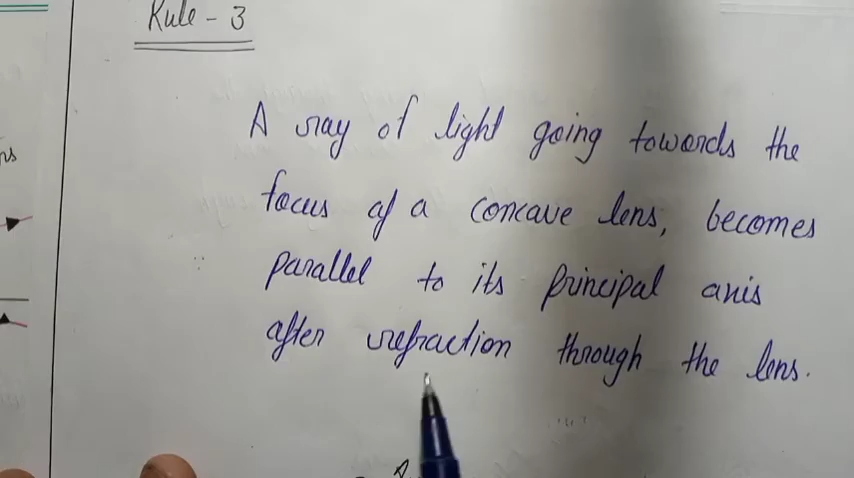 Rule - 3
ns
A ray of light going towards the
focus of a concave lens, becomes
parallel to its principal axis
after refraction through the lens.